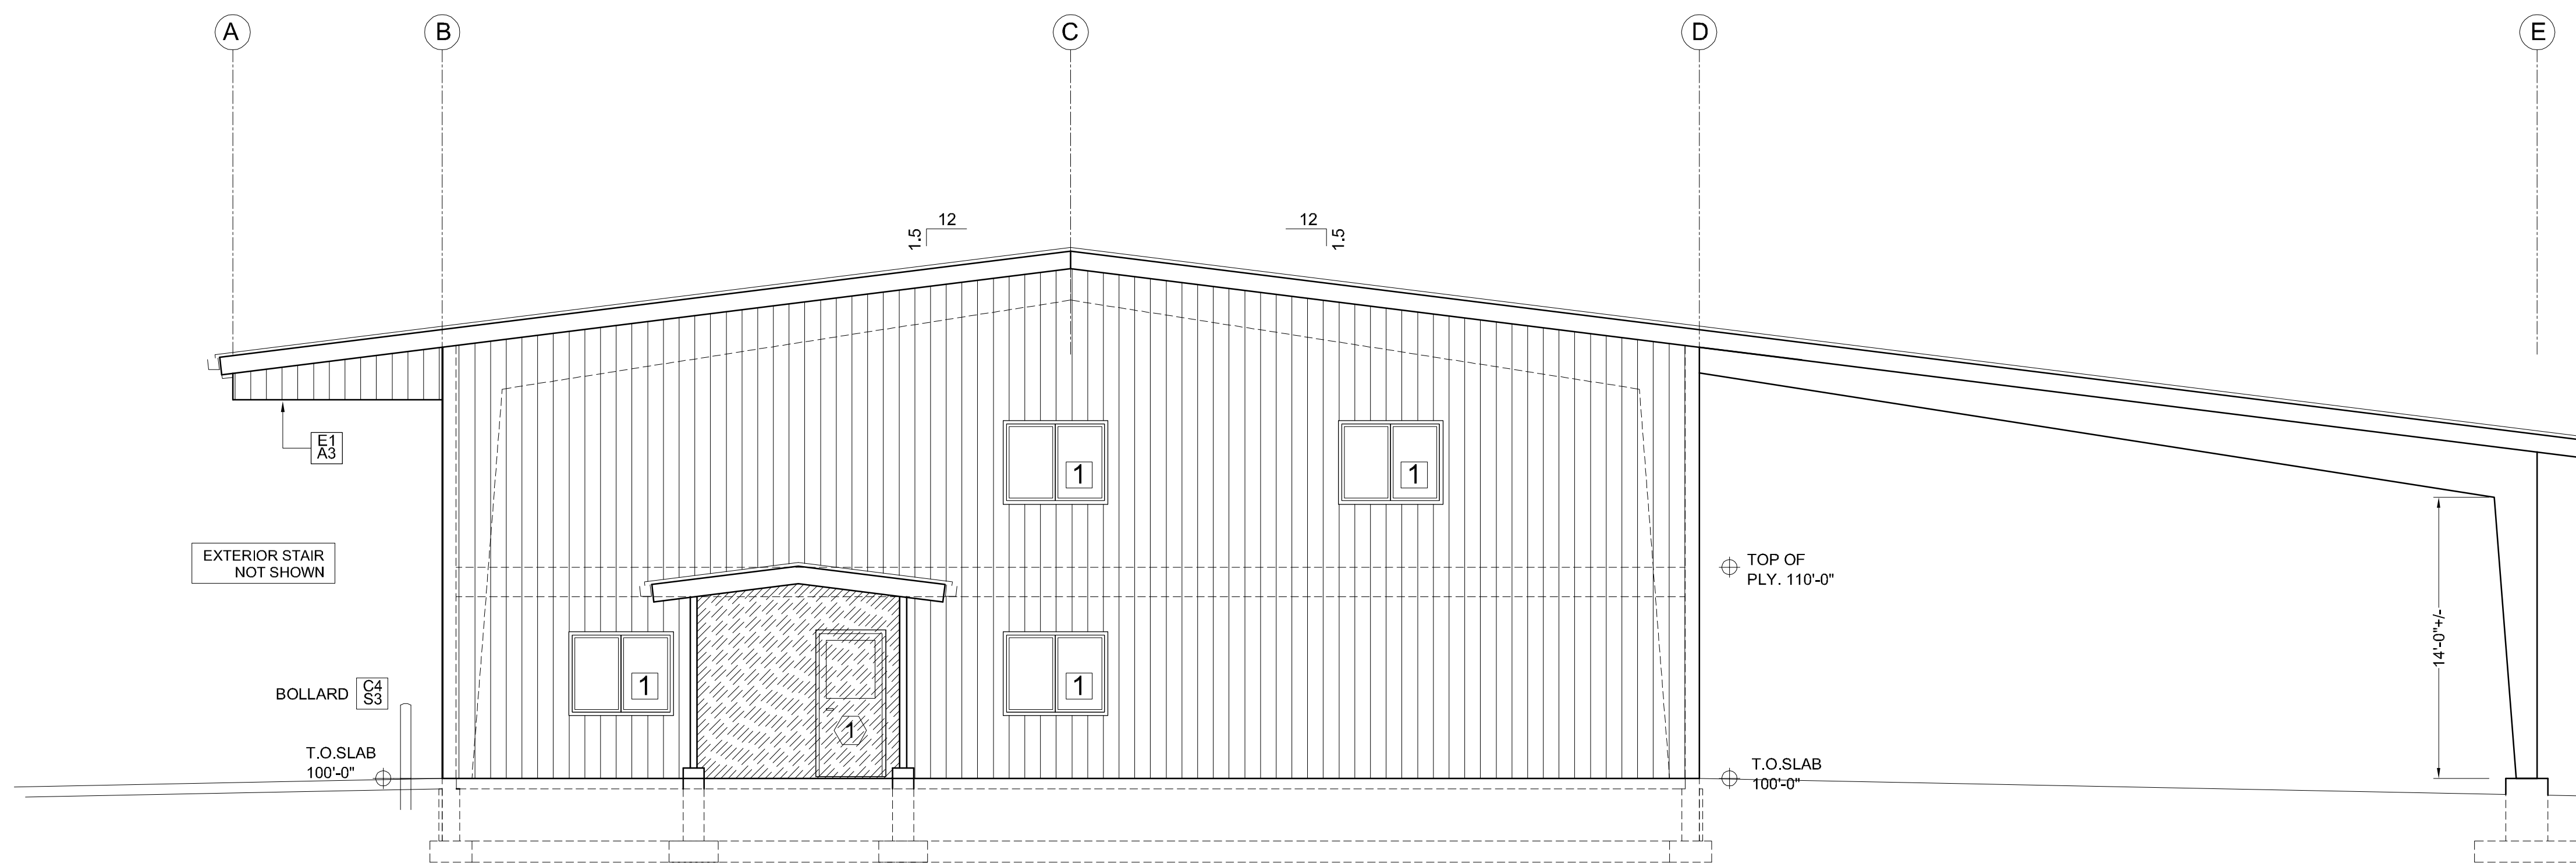 A
B
C
D
E
12
1.5
12
1.5
E1
A3
1
1
EXTERIOR STAIR
NOT SHOWN
TOP OF
PLY. 110'-0"
14'-0"+/-
BOLLARD
C4
S3
1
1
1
T.O.SLAB
100'-0"
T.O.SLAB
100'-0"